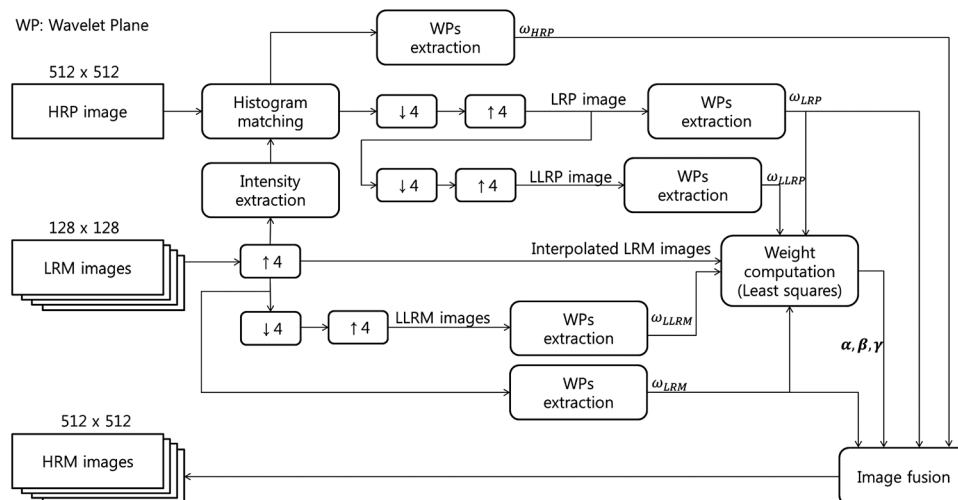 WP: Wavelet Plane
WPs
extraction
ω_HRP
512 x 512
HRP image
Histogram
matching
↓4
↑4
LRP image
WPs
extraction
ω_LRP
Intensity
extraction
↓4
↑4
LLRP image
WPs
extraction
ω_LLRP
128 x 128
LRM images
↑4
Interpolated LRM images
Weight
computation
(Least squares)
↓4
↑4
LLRM images
WPs
extraction
ω_LLRM
α, β, γ
WPs
extraction
ω_LRM
512 x 512
HRM images
Image fusion